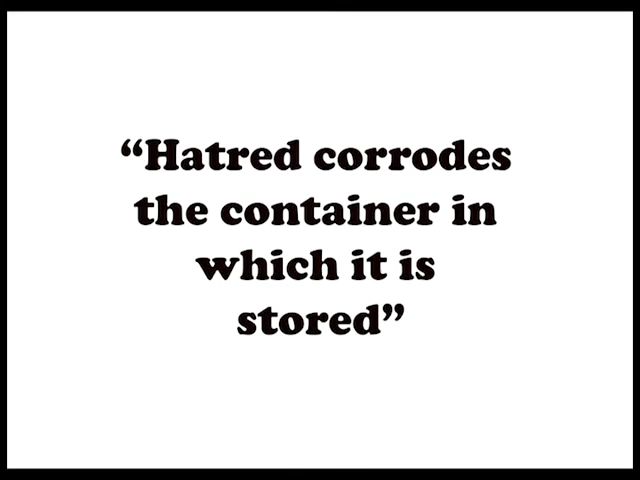 “Hatred corrodes
the container in
which it is
stored”